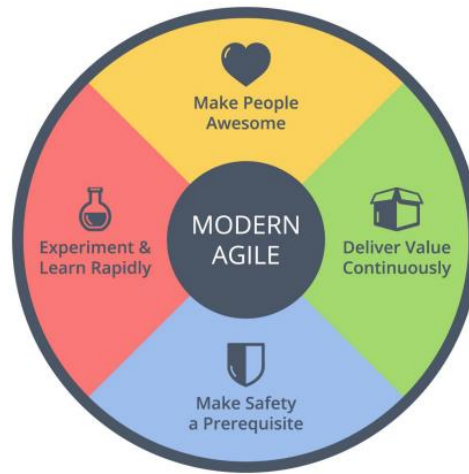 Make People
Awesome
Experiment &
Learn Rapidly
MODERN
AGILE
Deliver Value
Continuously
Make Safety
a Prerequisite